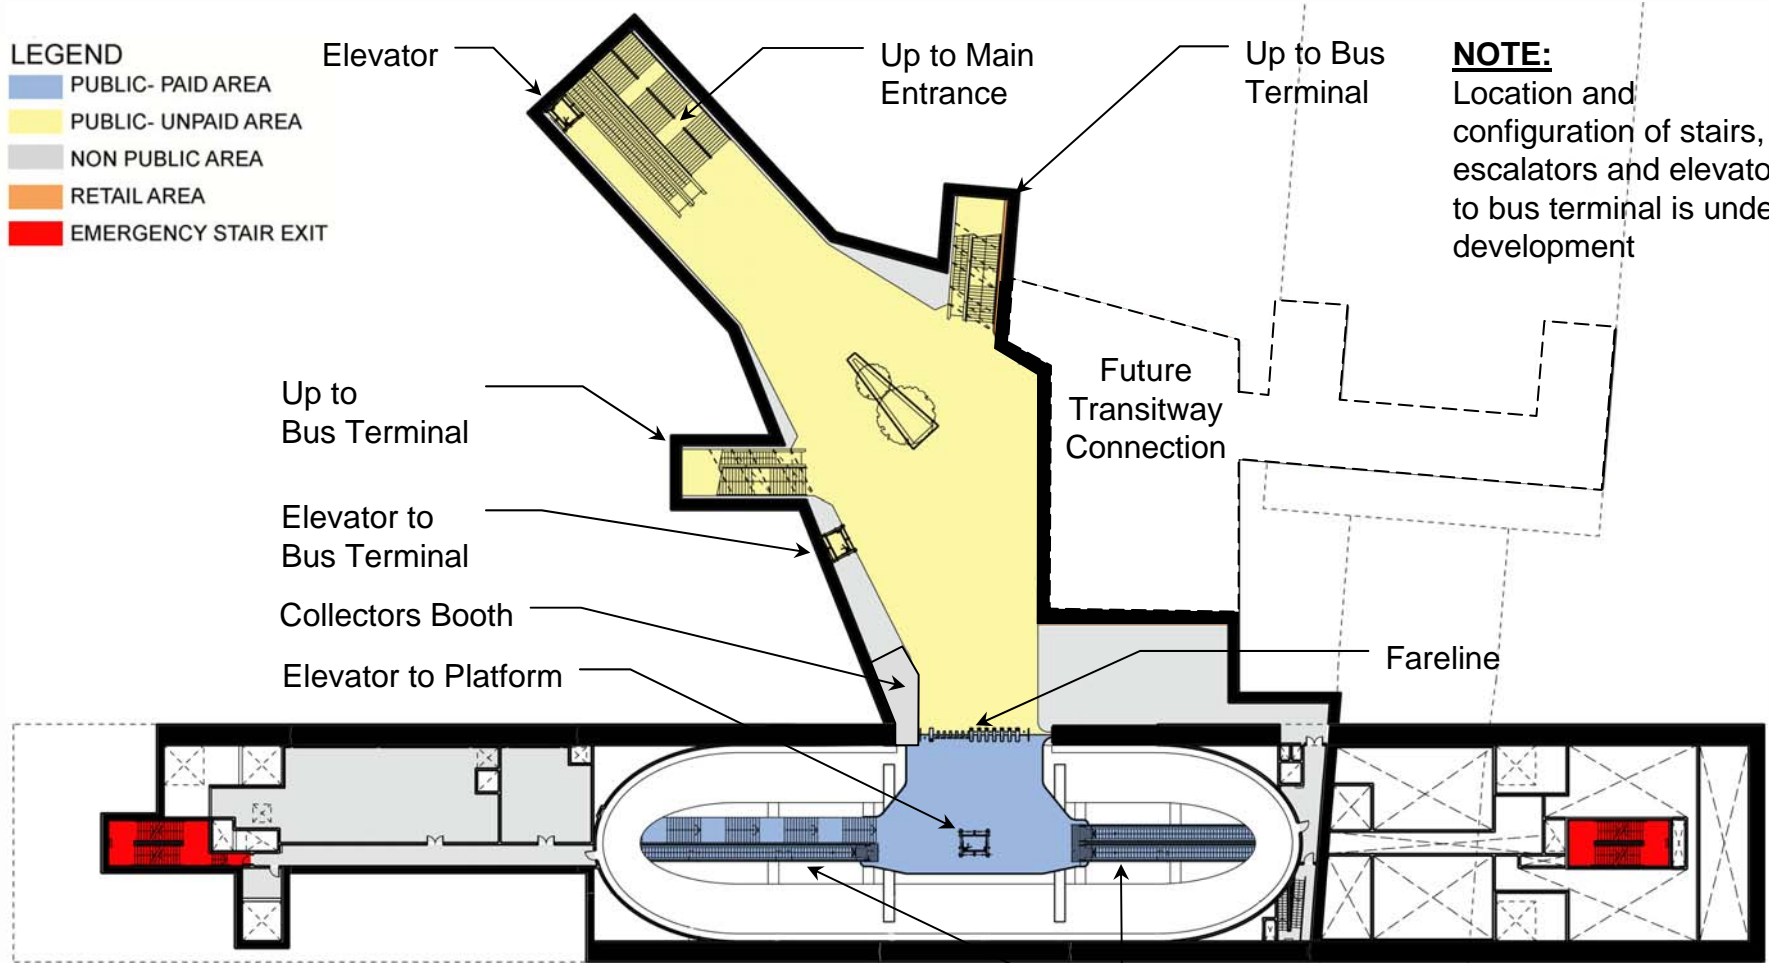 LEGEND
PUBLIC- PAID AREA
PUBLIC- UNPAID AREA
NON PUBLIC AREA
RETAIL AREA
EMERGENCY STAIR EXIT
Elevator
Up to Main
Entrance
Up to Bus
Terminal
NOTE:
Location and
configuration of stairs,
escalators and elevato
to bus terminal is unde
development
Up to
Bus Terminal
Future
Transitway
Connection
Elevator to
Bus Terminal
Collectors Booth
Elevator to Platform
Fareline